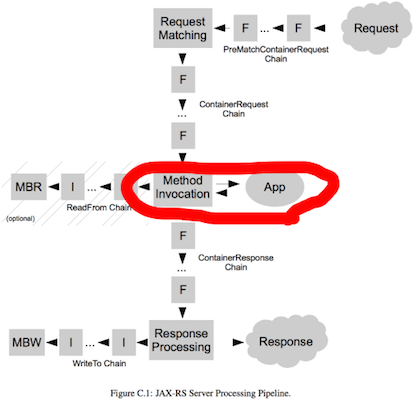 Request
Matching
F
...
F
Request
PreMatchContainerRequest
Chain
F
...
ContainerRequest
Chain
F
MBR
I
...
I
Method
Invocation
App
(optional)
ReadFrom Chain
F
...
ContainerResponse
Chain
F
MBW
I
...
I
Response
Processing
Response
WriteTo Chain
Figure C.1: JAX-RS Server Processing Pipeline.